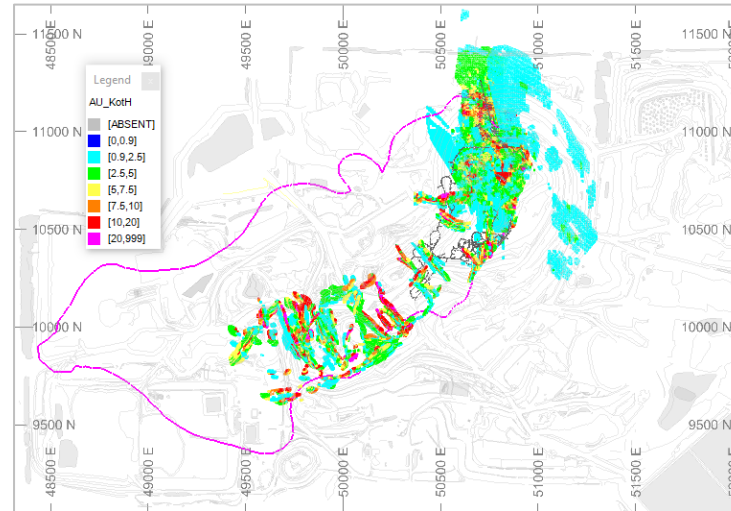 48500 E
49000 E
49500 E
50000 E
50500 E
51000 E
51500 E
11500 N
11500 N
Legend
AU_KotH
[ABSENT]
[0,0.9]
[0.9,2.5]
[2.5,5]
[5,7.5]
[7.5,10]
[10,20]
[20,999]
11000 N
11000 N
10500 N
10500 N
10000 N
10000 N
9500 N
9500 N
48500 E
49000 E
49500 E
50000 E
50500 E
51000 E
51500 E